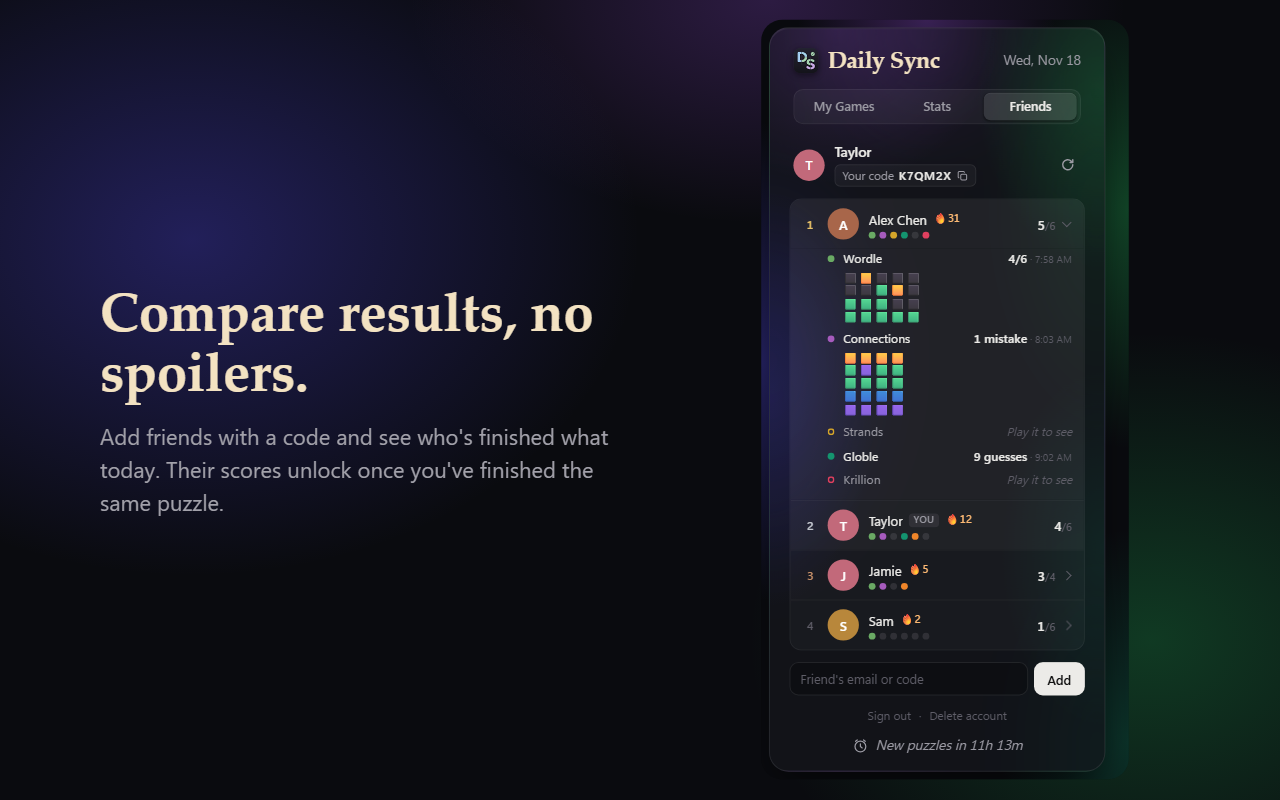 Compare results, no
spoilers.
Add friends with a code and see who's finished what
today. Their scores unlock once you've finished the
same puzzle.
DS Daily Sync Wed, Nov 18
My Games Stats Friends
T Taylor
Your code K7QM2X
1 A Alex Chen 31 5/6
Wordle 4/6 · 7:58 AM
Connections 1 mistake · 8:03 AM
Strands Play it to see
Globle 9 guesses · 9:02 AM
Krillion Play it to see
2 T Taylor YOU 12 4/6
3 J Jamie 5 3/4
4 S Sam 2 1/6
Friend's email or code Add
Sign out · Delete account
New puzzles in 11h 13m